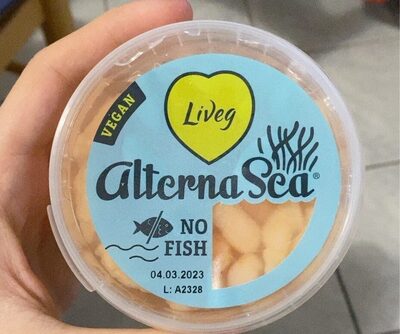 VEGAN
Liveg
AlternaSea®
NO
FISH
04.03.2023
L: A2328